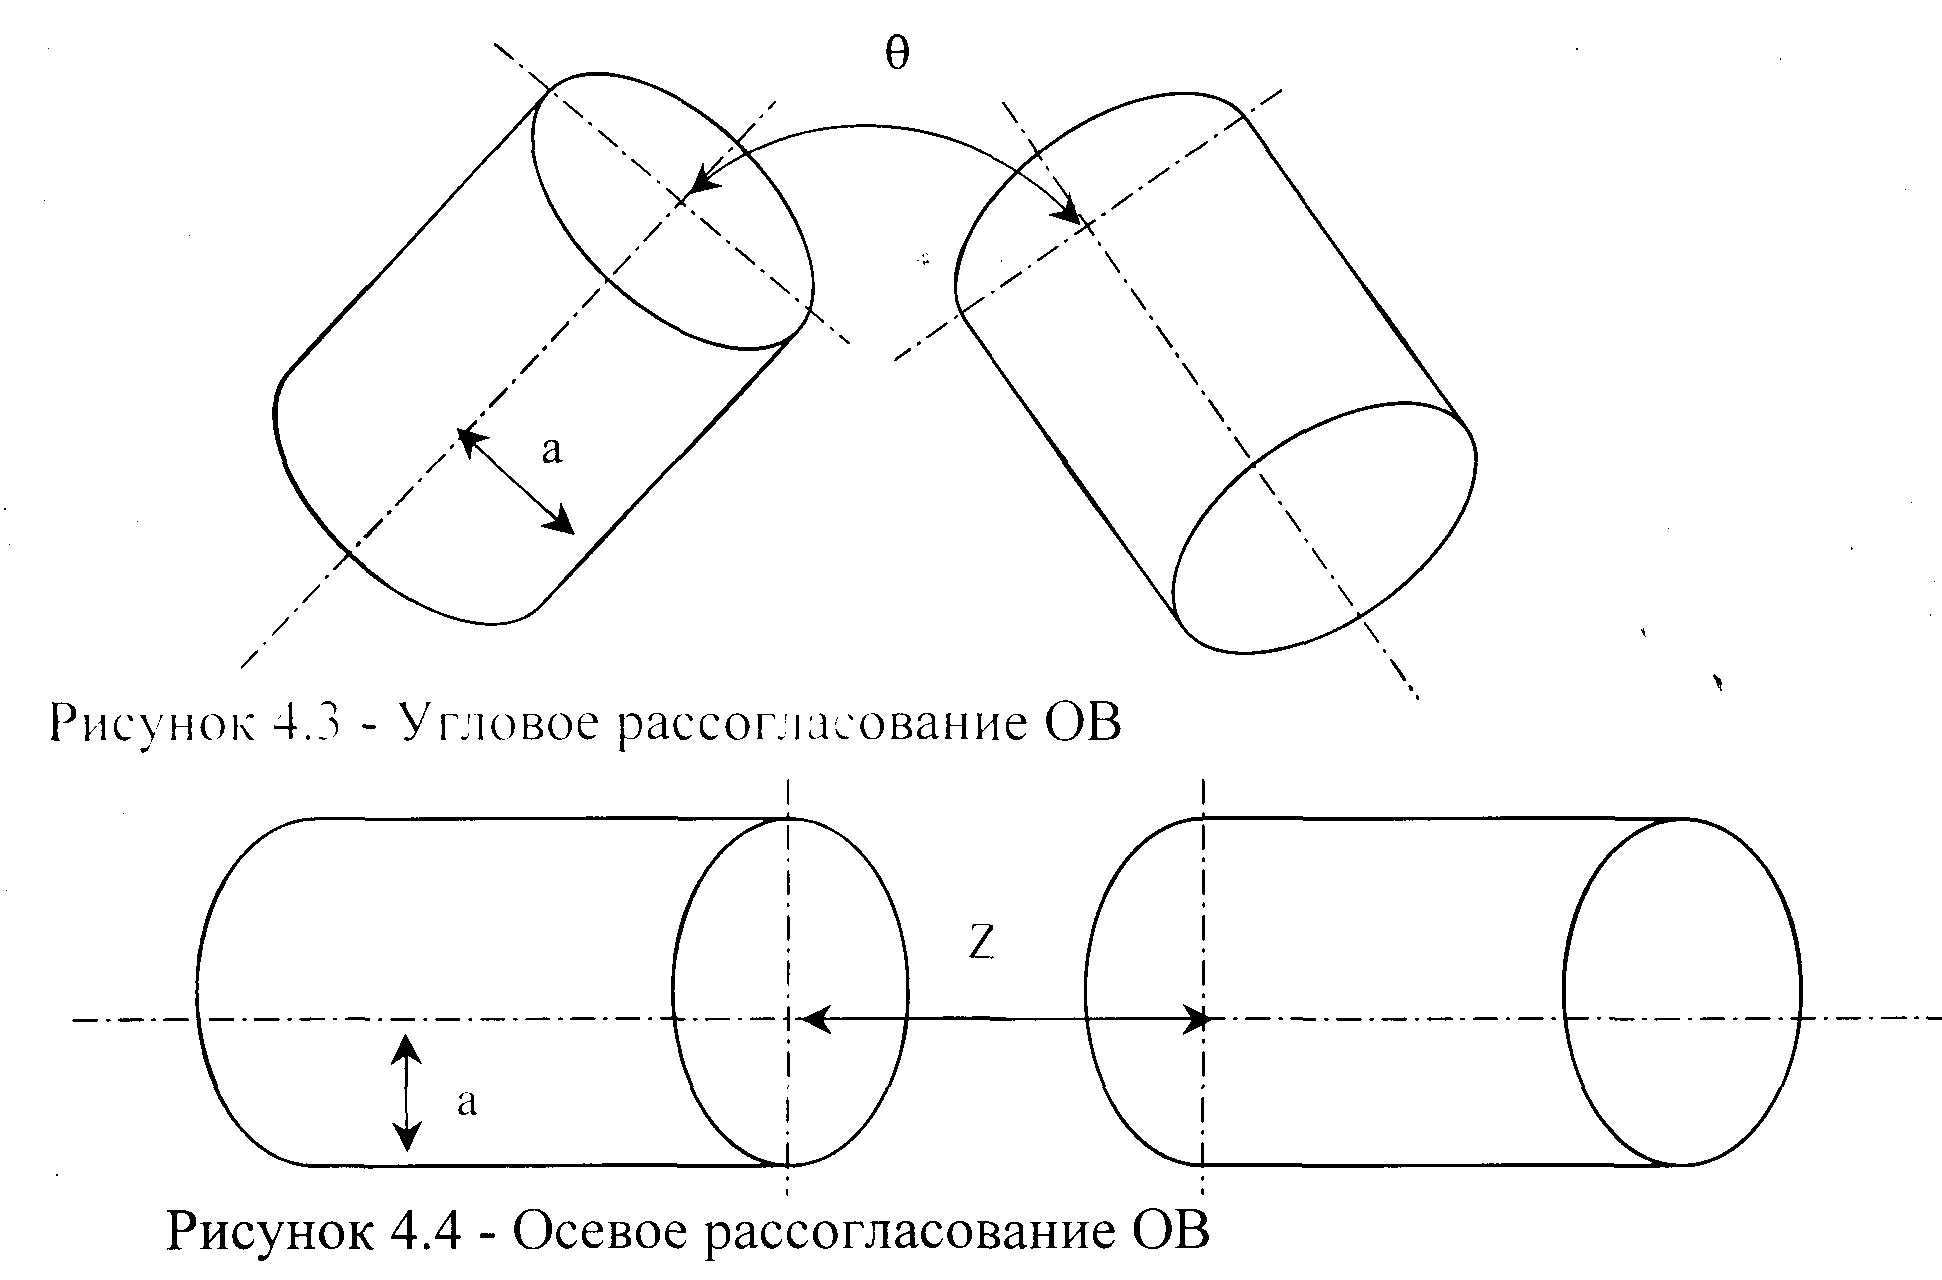 θ
a
Рисунок 4.3 - Угловое рассогласование ОВ
Z
a
Рисунок 4.4 - Осевое рассогласование ОВ